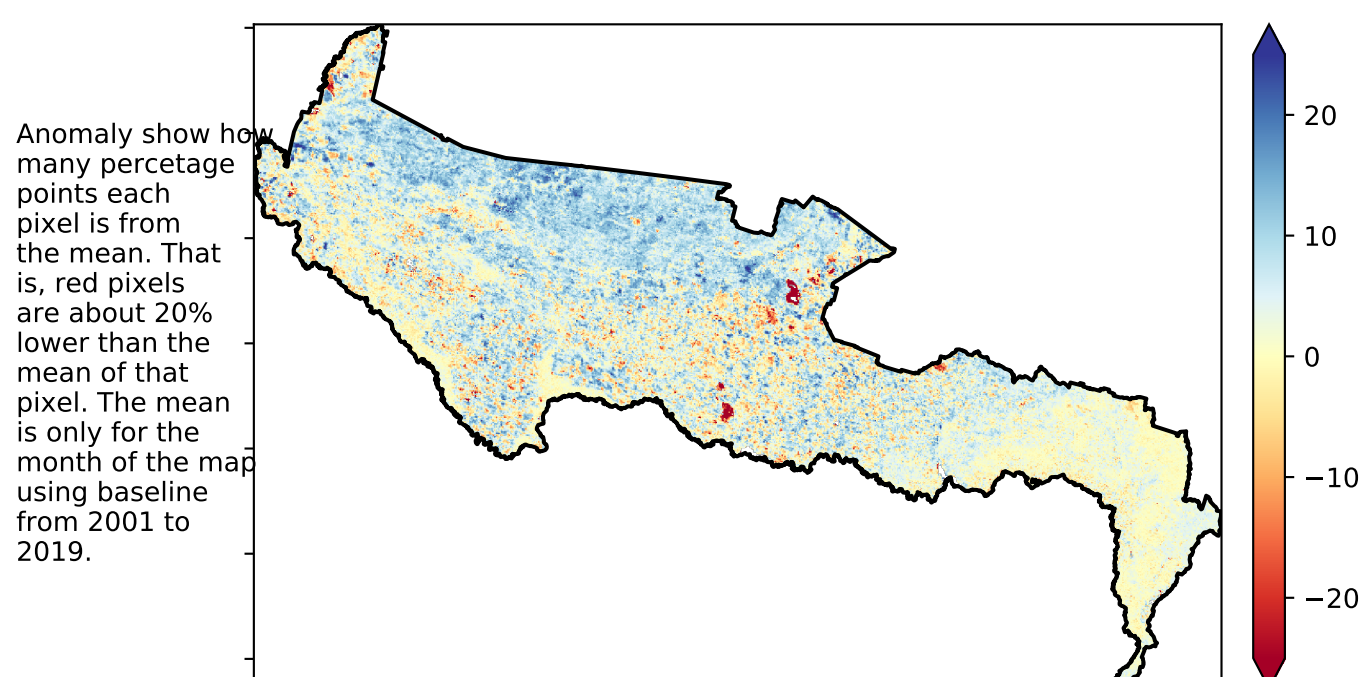 Anomaly show how
many percetage
points each
pixel is from
the mean. That
is, red pixels
are about 20%
lower than the
mean of that
pixel. The mean
is only for the
month of the map
using baseline
from 2001 to
2019.
20
10
0
−10
−20